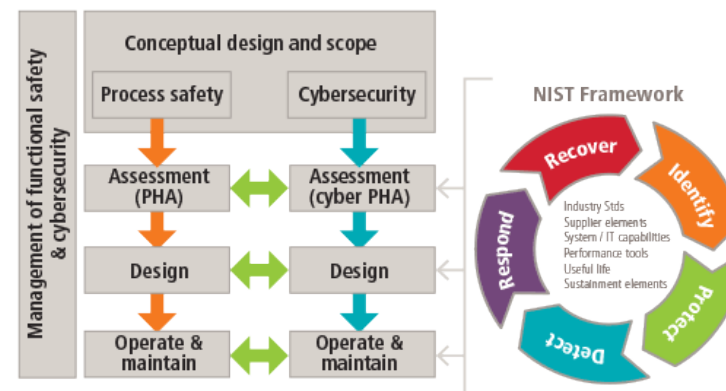 Management of functional safety
& cybersecurity
Conceptual design and scope
Process safety
Cybersecurity
Assessment
(PHA)
Assessment
(cyber PHA)
Design
Design
Operate &
maintain
Operate &
maintain
NIST Framework
Recover
Identify
Protect
Detect
Respond
Industry Stds
Supplier elements
System / IT capabilities
Performance tools
Useful life
Sustainment elements